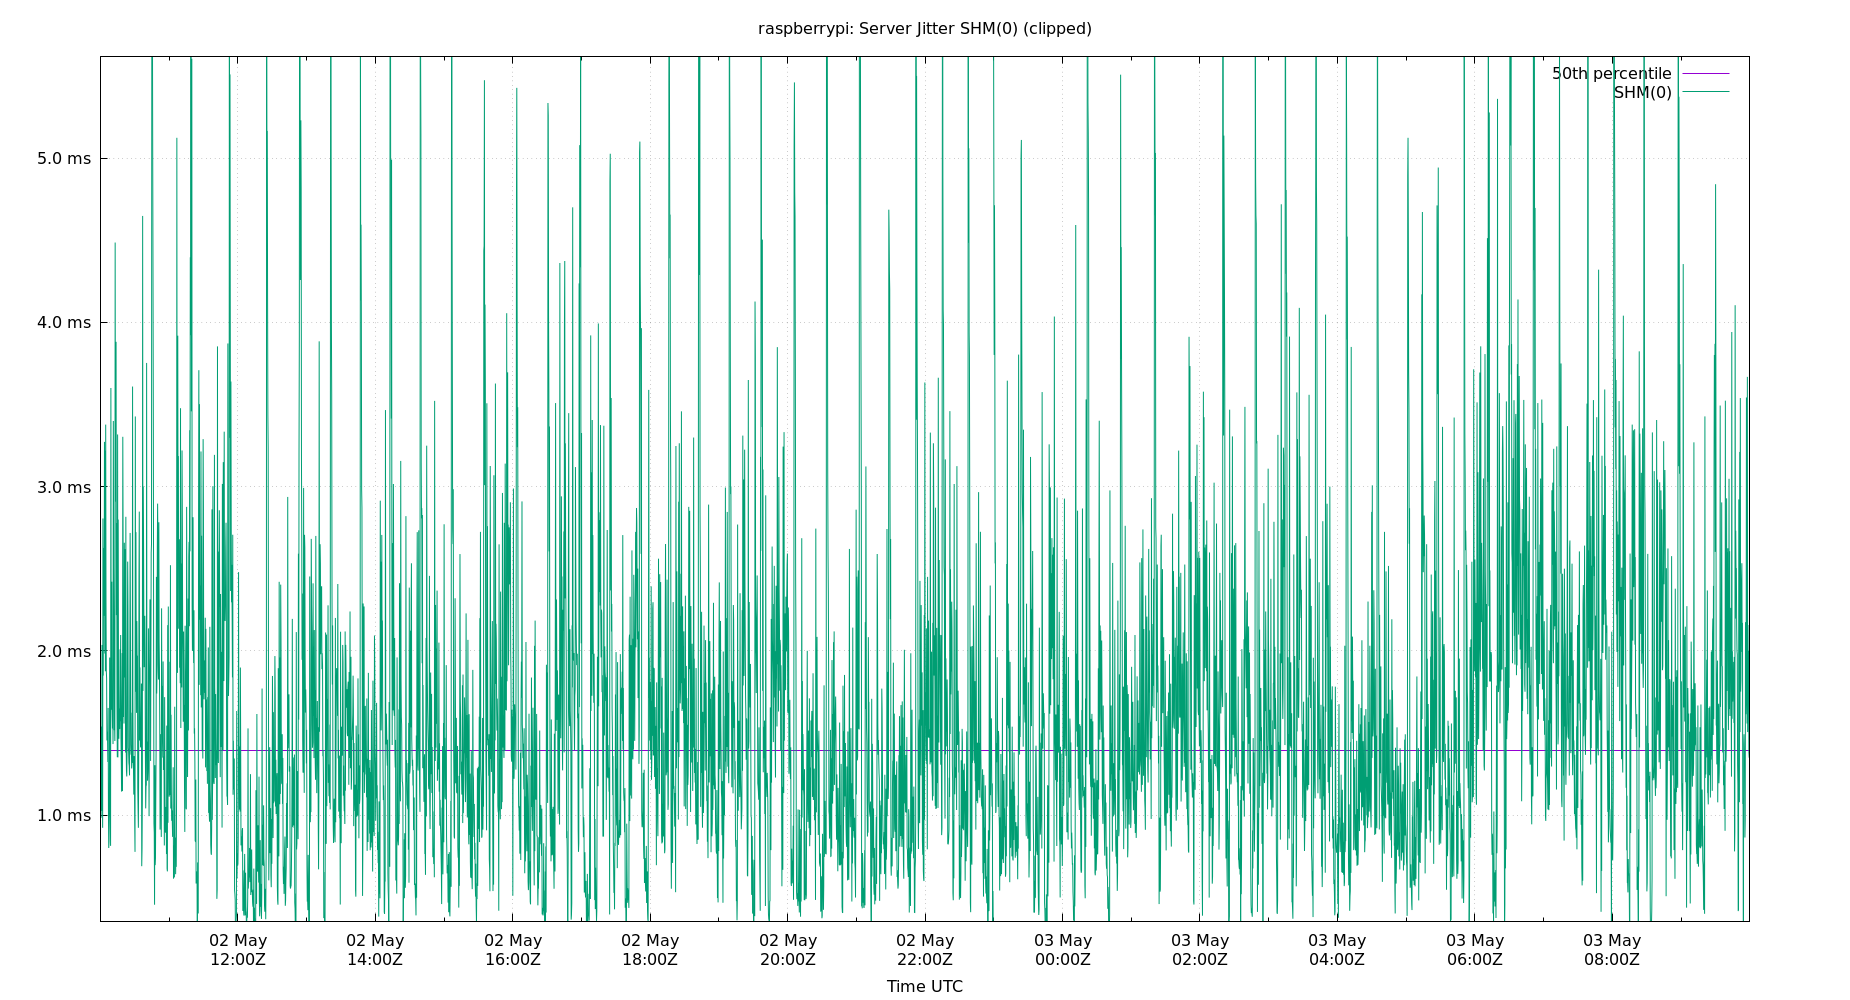 raspberrypi: Server Jitter SHM(0) (clipped)
50th percentile
SHM(0)
5.0 ms
4.0 ms
3.0 ms
2.0 ms
1.0 ms
02 May 02 May 02 May 02 May 02 May 02 May 03 May 03 May 03 May 03 May 03 May
12:00Z 14:00Z 16:00Z 18:00Z 20:00Z 22:00Z 00:00Z 02:00Z 04:00Z 06:00Z 08:00Z
Time UTC